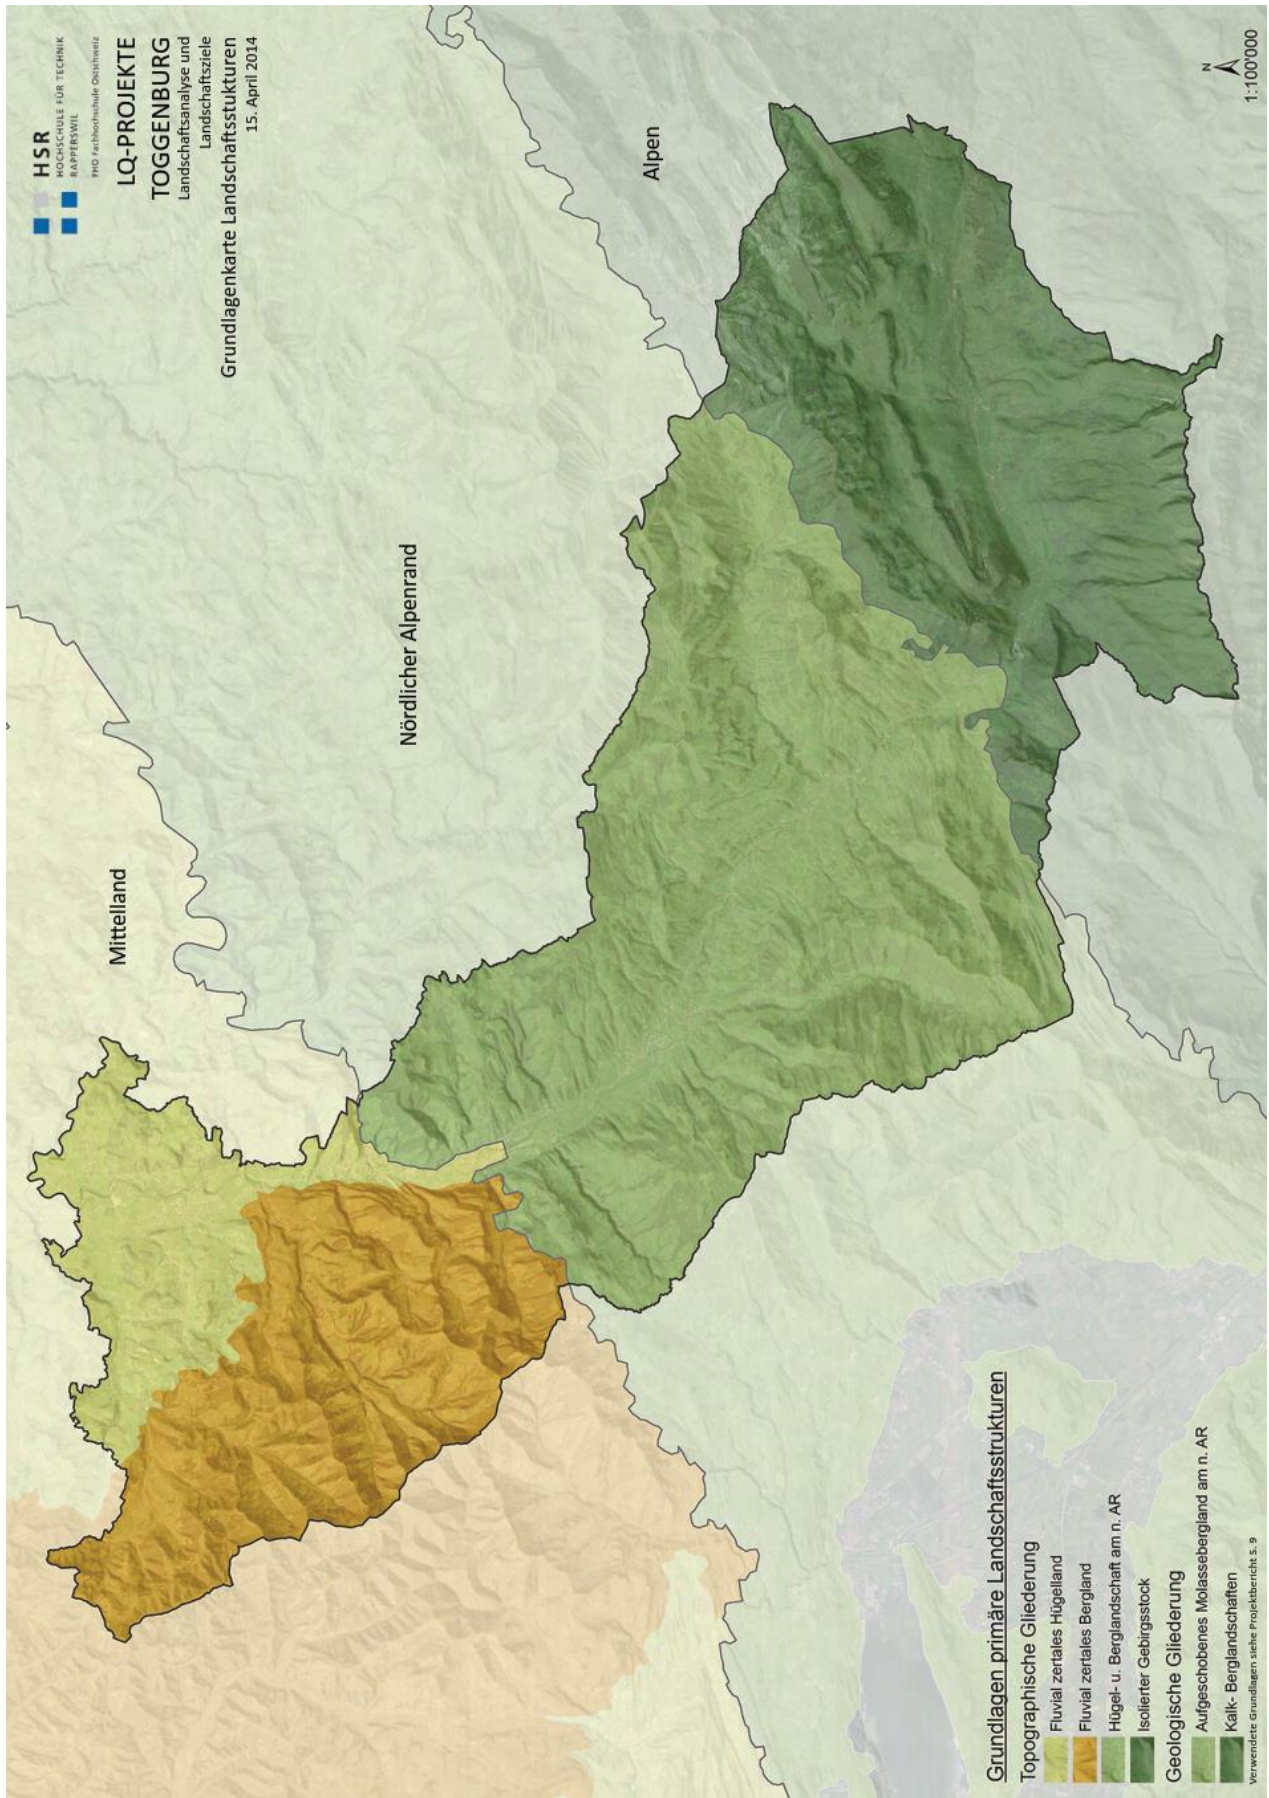 HSR
HOCHSCHULE FÜR TECHNIK
RAPPERSWIL
FHO Fachhochschule Ostschweiz
LQ-PROJEKTE
TOGGENBURG
Landschaftsanalyse und
Landschaftsziele
Grundlagenkarte Landschaftsstukturen
15. April 2014
Mittelland
Nördlicher Alpenrand
Alpen
N
1:100'000
Grundlagen primäre Landschaftsstrukturen
Topographische Gliederung
Fluvial zertales Hügelland
Fluvial zertales Bergland
Hügel- u. Berglandschaft am n. AR
Isolierter Gebirgsstock
Geologische Gliederung
Aufgeschobenes Molassebergland am n. AR
Kalk- Berglandschaften
Verwendete Grundlagen siehe Projektbericht S. 9